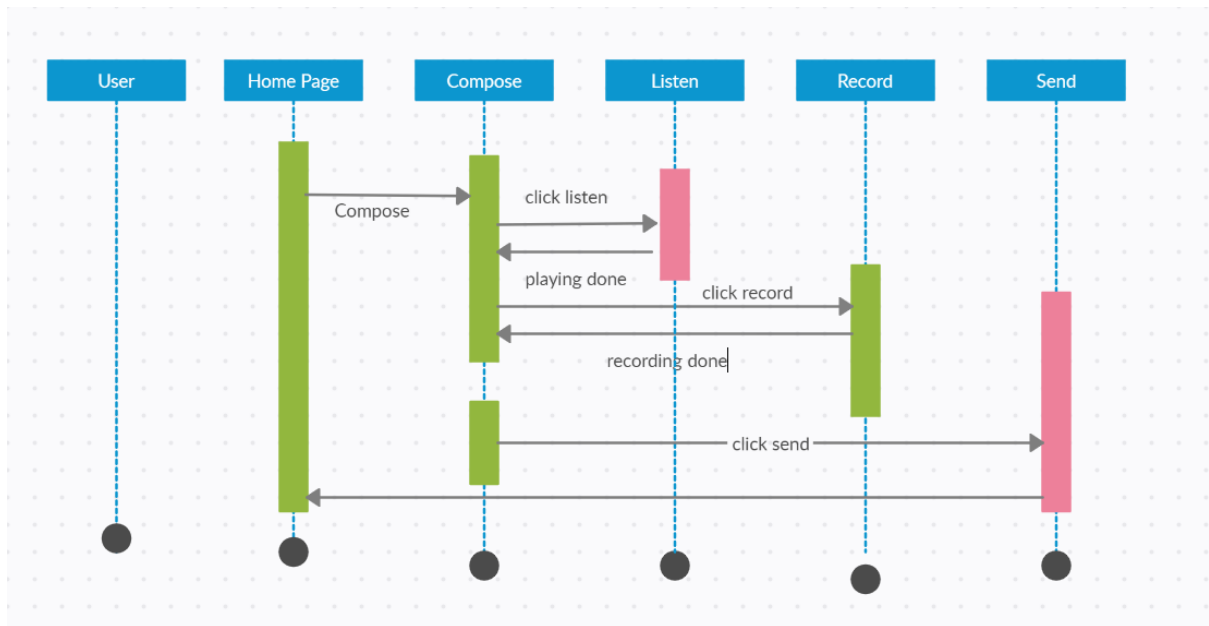 User
Home Page
Compose
Listen
Record
Send
click listen
Compose
playing done
click record
recording done
click send